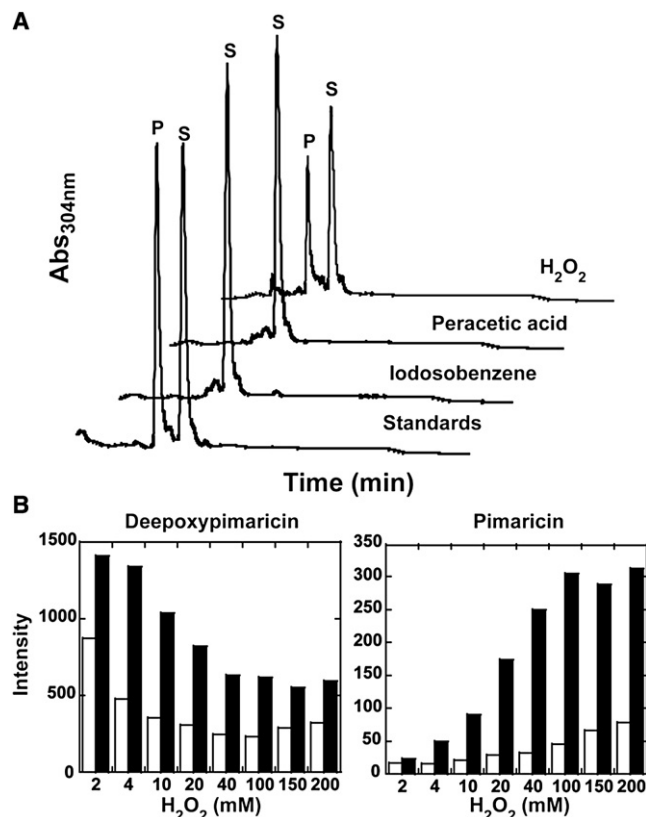 A
P
S
S
S
P
S
Abs304nm
H2O2
Peracetic acid
Iodosobenzene
Standards
Time (min)
B
Deepoxypimaricin
Intensity
1500
1000
500
0
2 4 10 20 40 100 150 200
H2O2 (mM)
Pimaricin
350
300
250
200
150
100
50
0
2 4 10 20 40 100 150 200
H2O2 (mM)